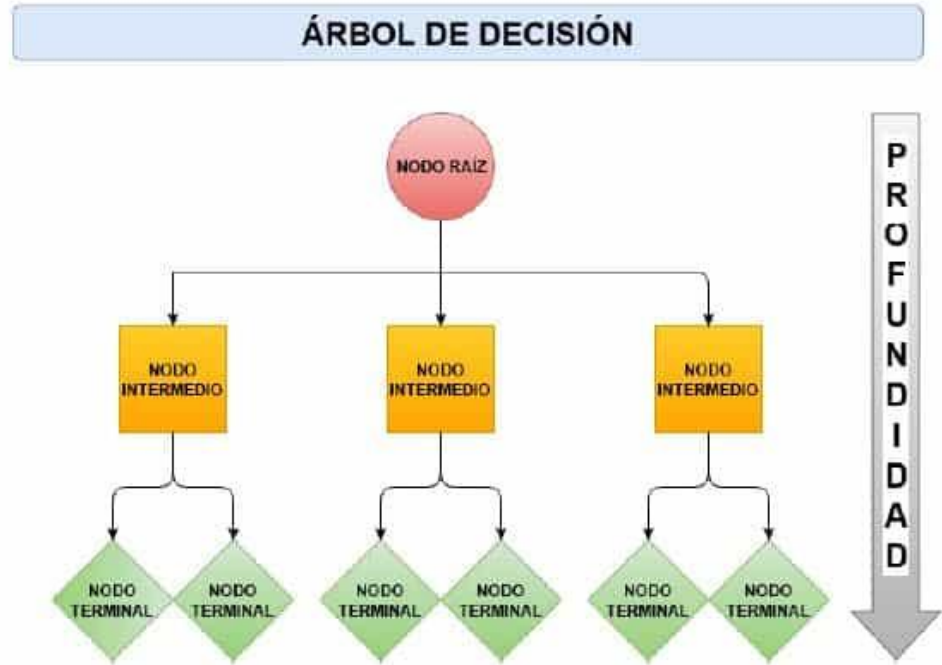 ÁRBOL DE DECISIÓN
NODO RAÍZ
PROFUNDIDAD
NODO
INTERMEDIO
NODO
INTERMEDIO
NODO
INTERMEDIO
NODO
TERMINAL
NODO
TERMINAL
NODO
TERMINAL
NODO
TERMINAL
NODO
TERMINAL
NODO
TERMINAL